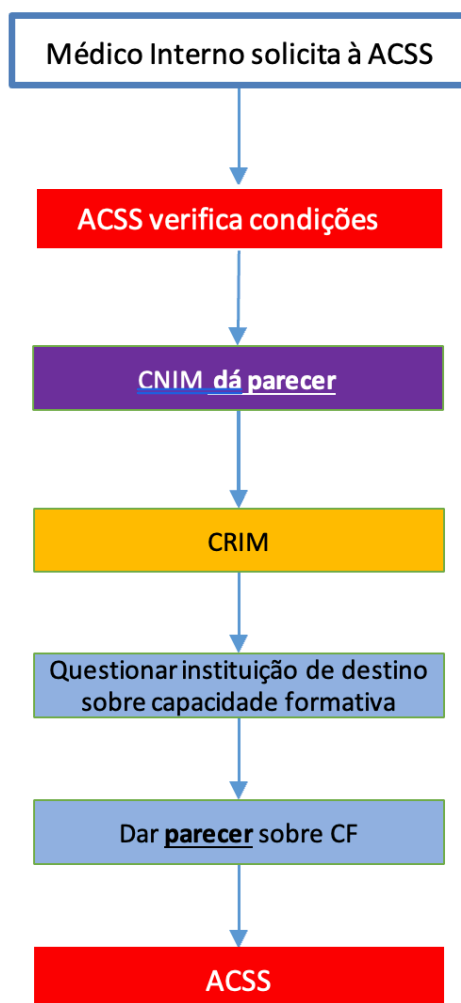 Médico Interno solicita à ACSS
ACSS verifica condições
CNIM dá parecer
CRIM
Questionar instituição de destino
sobre capacidade formativa
Dar parecer sobre CF
ACSS